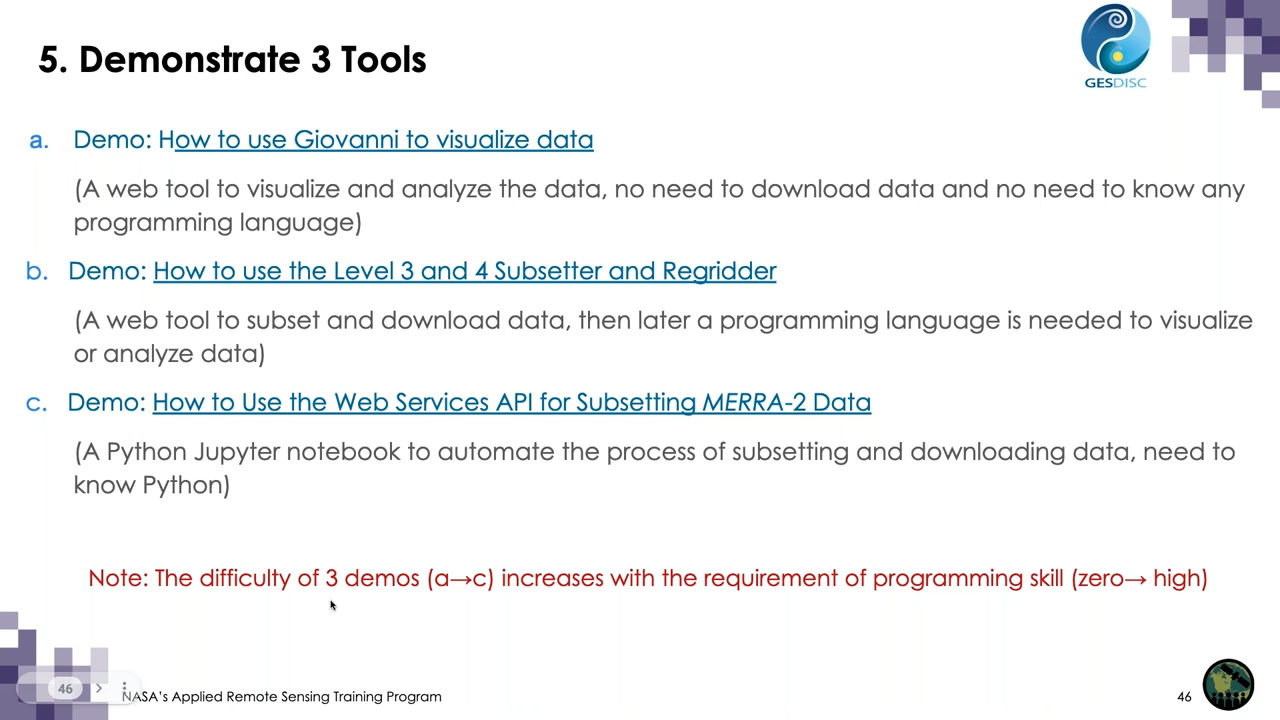 5. Demonstrate 3 Tools
GESDISC
a. Demo: How to use Giovanni to visualize data
(A web tool to visualize and analyze the data, no need to download data and no need to know any
programming language)
b. Demo: How to use the Level 3 and 4 Subsetter and Regridder
(A web tool to subset and download data, then later a programming language is needed to visualize
or analyze data)
c. Demo: How to Use the Web Services API for Subsetting MERRA-2 Data
(A Python Jupyter notebook to automate the process of subsetting and downloading data, need to
know Python)
Note: The difficulty of 3 demos (a→c) increases with the requirement of programming skill (zero→ high)
46
NASA's Applied Remote Sensing Training Program
46